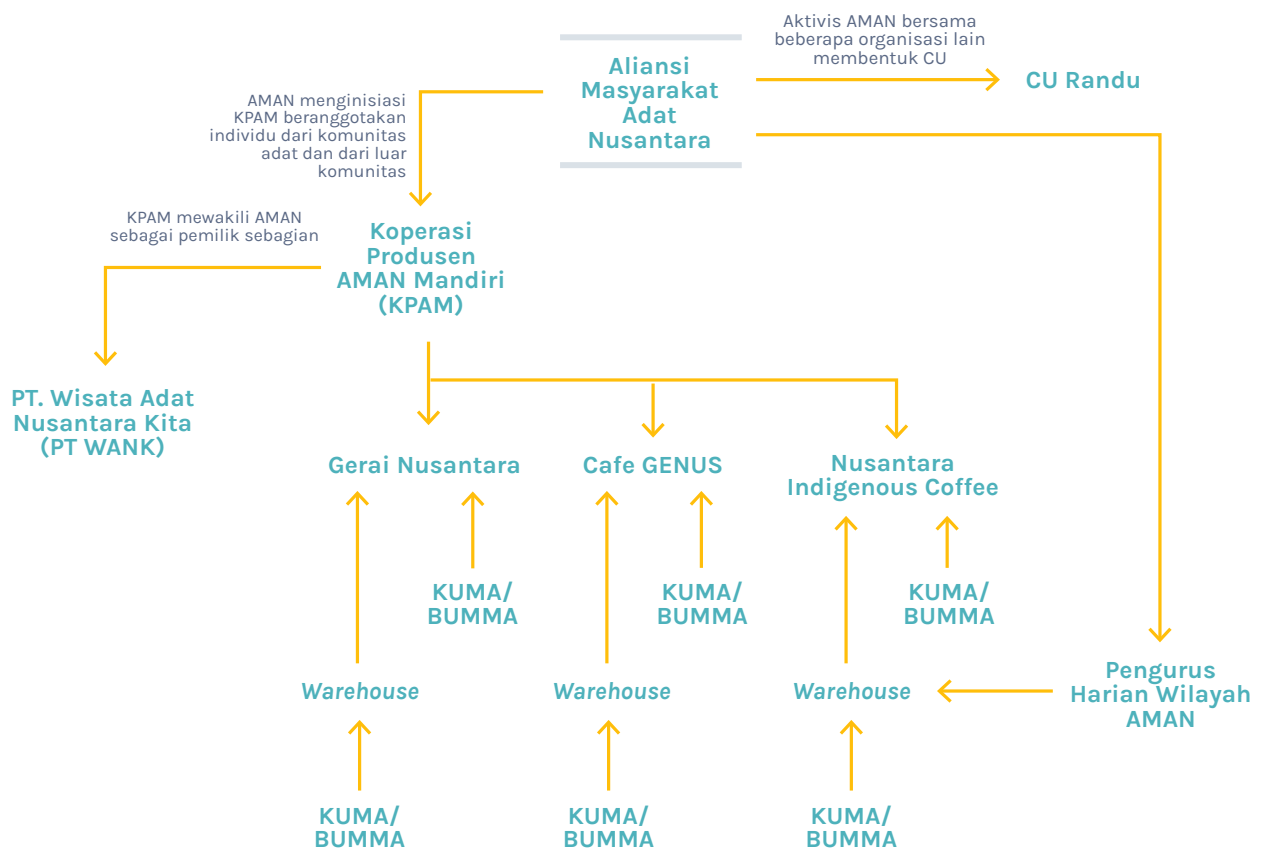 Aktivis AMAN bersama
beberapa organisasi lain
membentuk CU
Aliansi
Masyarakat
Adat
Nusantara
CU Randu
AMAN menginisiasi
KPAM beranggotakan
individu dari komunitas
adat dan dari luar
komunitas
KPAM mewakili AMAN
sebagai pemilik sebagian
Koperasi
Produsen
AMAN Mandiri
(KPAM)
PT. Wisata Adat
Nusantara Kita
(PT WANK)
Gerai Nusantara
Cafe GENUS
Nusantara
Indigenous Coffee
KUMA/
BUMMA
KUMA/
BUMMA
KUMA/
BUMMA
Warehouse
Warehouse
Warehouse
Pengurus
Harian Wilayah
AMAN
KUMA/
BUMMA
KUMA/
BUMMA
KUMA/
BUMMA